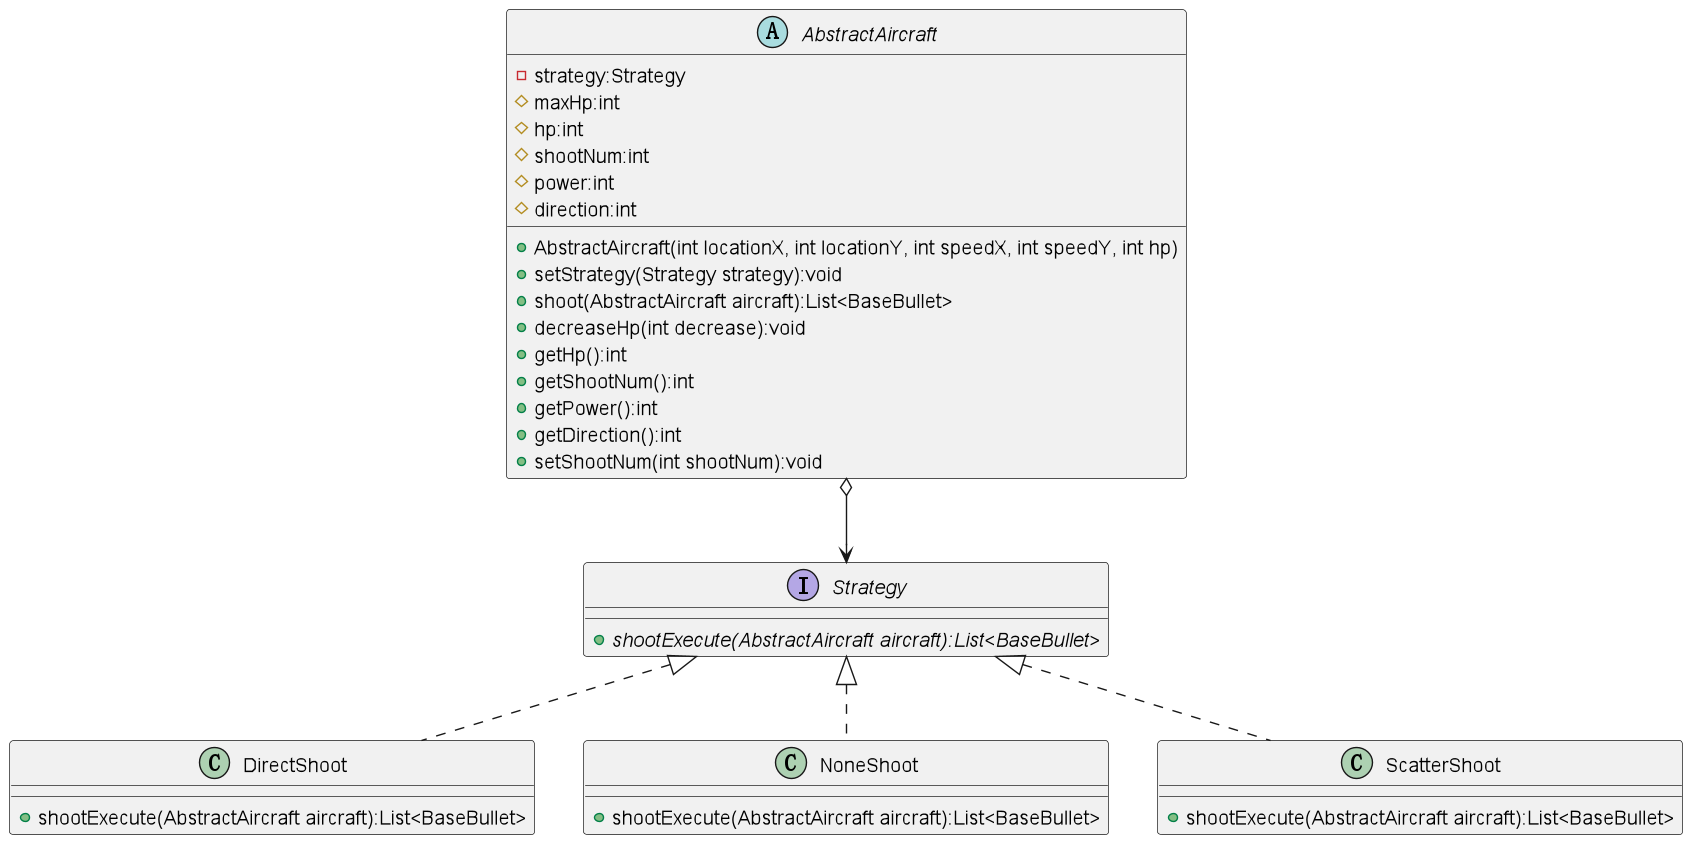 A AbstractAircraft
strategy:Strategy
maxHp:int
hp:int
shootNum:int
power:int
direction:int
AbstractAircraft(int locationX, int locationY, int speedX, int speedY, int hp)
setStrategy(Strategy strategy):void
shoot(AbstractAircraft aircraft):List<BaseBullet>
decreaseHp(int decrease):void
getHp():int
getShootNum():int
getPower():int
getDirection():int
setShootNum(int shootNum):void
I Strategy
shootExecute(AbstractAircraft aircraft):List<BaseBullet>
C DirectShoot
shootExecute(AbstractAircraft aircraft):List<BaseBullet>
C NoneShoot
shootExecute(AbstractAircraft aircraft):List<BaseBullet>
C ScatterShoot
shootExecute(AbstractAircraft aircraft):List<BaseBullet>